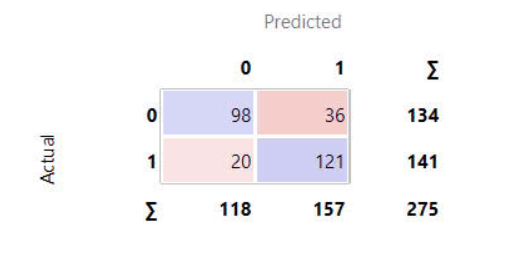 Predicted
0 1 ∑
0 98 36 134
Actual
1 20 121 141
∑ 118 157 275